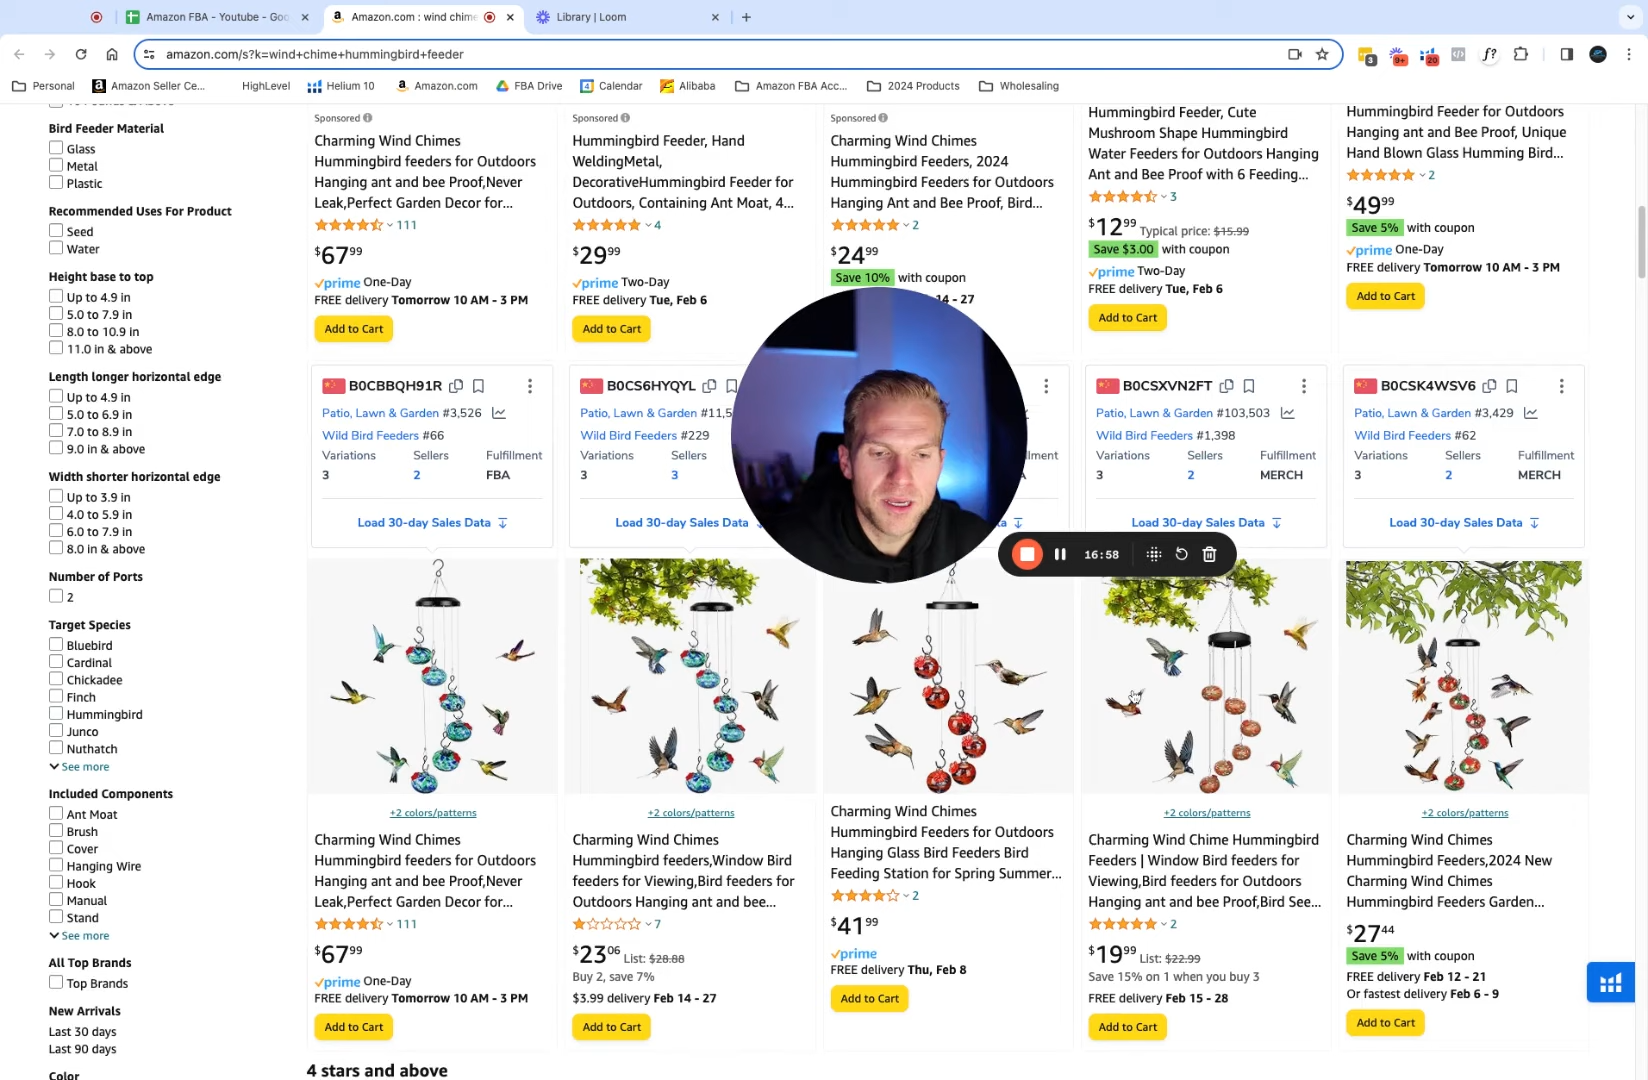 Amazon FBA - Youtube - Goo
Amazon.com : wind chime
Library | Loom
amazon.com/s?k=wind+chime+hummingbird+feeder
3
9+
20
f?
Personal
Amazon Seller Ce...
HighLevel
Helium 10
Amazon.com
FBA Drive
Calendar
Alibaba
Amazon FBA Acc...
2024 Products
Wholesaling
Bird Feeder Material
Glass
Metal
Plastic
Recommended Uses For Product
Seed
Water
Height base to top
Up to 4.9 in
5.0 to 7.9 in
8.0 to 10.9 in
11.0 in & above
Length longer horizontal edge
Up to 4.9 in
5.0 to 6.9 in
7.0 to 8.9 in
9.0 in & above
Width shorter horizontal edge
Up to 3.9 in
4.0 to 5.9 in
6.0 to 7.9 in
8.0 in & above
Number of Ports
2
Target Species
Bluebird
Cardinal
Chickadee
Finch
Hummingbird
Junco
Nuthatch
See more
Included Components
Ant Moat
Brush
Cover
Hanging Wire
Hook
Manual
Stand
See more
All Top Brands
Top Brands
New Arrivals
Last 30 days
Last 90 days
Color
Sponsored
Charming Wind Chimes
Hummingbird feeders for Outdoors
Hanging ant and bee Proof,Never
Leak,Perfect Garden Decor for...
111
$67 99
prime One-Day
FREE delivery Tomorrow 10 AM - 3 PM
Add to Cart
Sponsored
Hummingbird Feeder, Hand
WeldingMetal,
DecorativeHummingbird Feeder for
Outdoors, Containing Ant Moat, 4...
4
$29 99
prime Two-Day
FREE delivery Tue, Feb 6
Add to Cart
Sponsored
Charming Wind Chimes
Hummingbird Feeders, 2024
Hummingbird Feeders for Outdoors
Hanging Ant and Bee Proof, Bird...
2
$24 99
Save 10% with coupon
14 - 27
Hummingbird Feeder, Cute
Mushroom Shape Hummingbird
Water Feeders for Outdoors Hanging
Ant and Bee Proof with 6 Feeding...
3
$12 99 Typical price: $15.99
Save $3.00 with coupon
prime Two-Day
FREE delivery Tue, Feb 6
Add to Cart
Hummingbird Feeder for Outdoors
Hanging ant and Bee Proof, Unique
Hand Blown Glass Humming Bird...
2
$49 99
Save 5% with coupon
prime One-Day
FREE delivery Tomorrow 10 AM - 3 PM
Add to Cart
B0CBBQH91R
Patio, Lawn & Garden #3,526
Wild Bird Feeders #66
Variations Sellers Fulfillment
3 2 FBA
Load 30-day Sales Data
B0CS6HYQYL
Patio, Lawn & Garden #11,5
Wild Bird Feeders #229
Variations Sellers
3 3
Load 30-day Sales Data
B0CSXVN2FT
Patio, Lawn & Garden #103,503
Wild Bird Feeders #1,398
Variations Sellers Fulfillment
3 2 MERCH
Load 30-day Sales Data
B0CSK4WSV6
Patio, Lawn & Garden #3,429
Wild Bird Feeders #62
Variations Sellers Fulfillment
3 2 MERCH
Load 30-day Sales Data
16:58
+2 colors/patterns
Charming Wind Chimes
Hummingbird feeders for Outdoors
Hanging ant and bee Proof,Never
Leak,Perfect Garden Decor for...
111
$67 99
prime One-Day
FREE delivery Tomorrow 10 AM - 3 PM
Add to Cart
+2 colors/patterns
Charming Wind Chimes
Hummingbird feeders,Window Bird
feeders for Viewing,Bird feeders for
Outdoors Hanging ant and bee...
7
$23 06 List: $28.88
Buy 2, save 7%
$3.99 delivery Feb 14 - 27
Add to Cart
Charming Wind Chimes
Hummingbird Feeders for Outdoors
Hanging Glass Bird Feeders Bird
Feeding Station for Spring Summer...
2
$41 99
prime
FREE delivery Thu, Feb 8
Add to Cart
+2 colors/patterns
Charming Wind Chime Hummingbird
Feeders | Window Bird feeders for
Viewing,Bird feeders for Outdoors
Hanging ant and bee Proof,Bird See...
2
$19 99 List: $22.99
Save 15% on 1 when you buy 3
FREE delivery Feb 15 - 28
Add to Cart
+2 colors/patterns
Charming Wind Chimes
Hummingbird Feeders,2024 New
Charming Wind Chimes
Hummingbird Feeders Garden...
$27 44
Save 5% with coupon
FREE delivery Feb 12 - 21
Or fastest delivery Feb 6 - 9
Add to Cart
4 stars and above